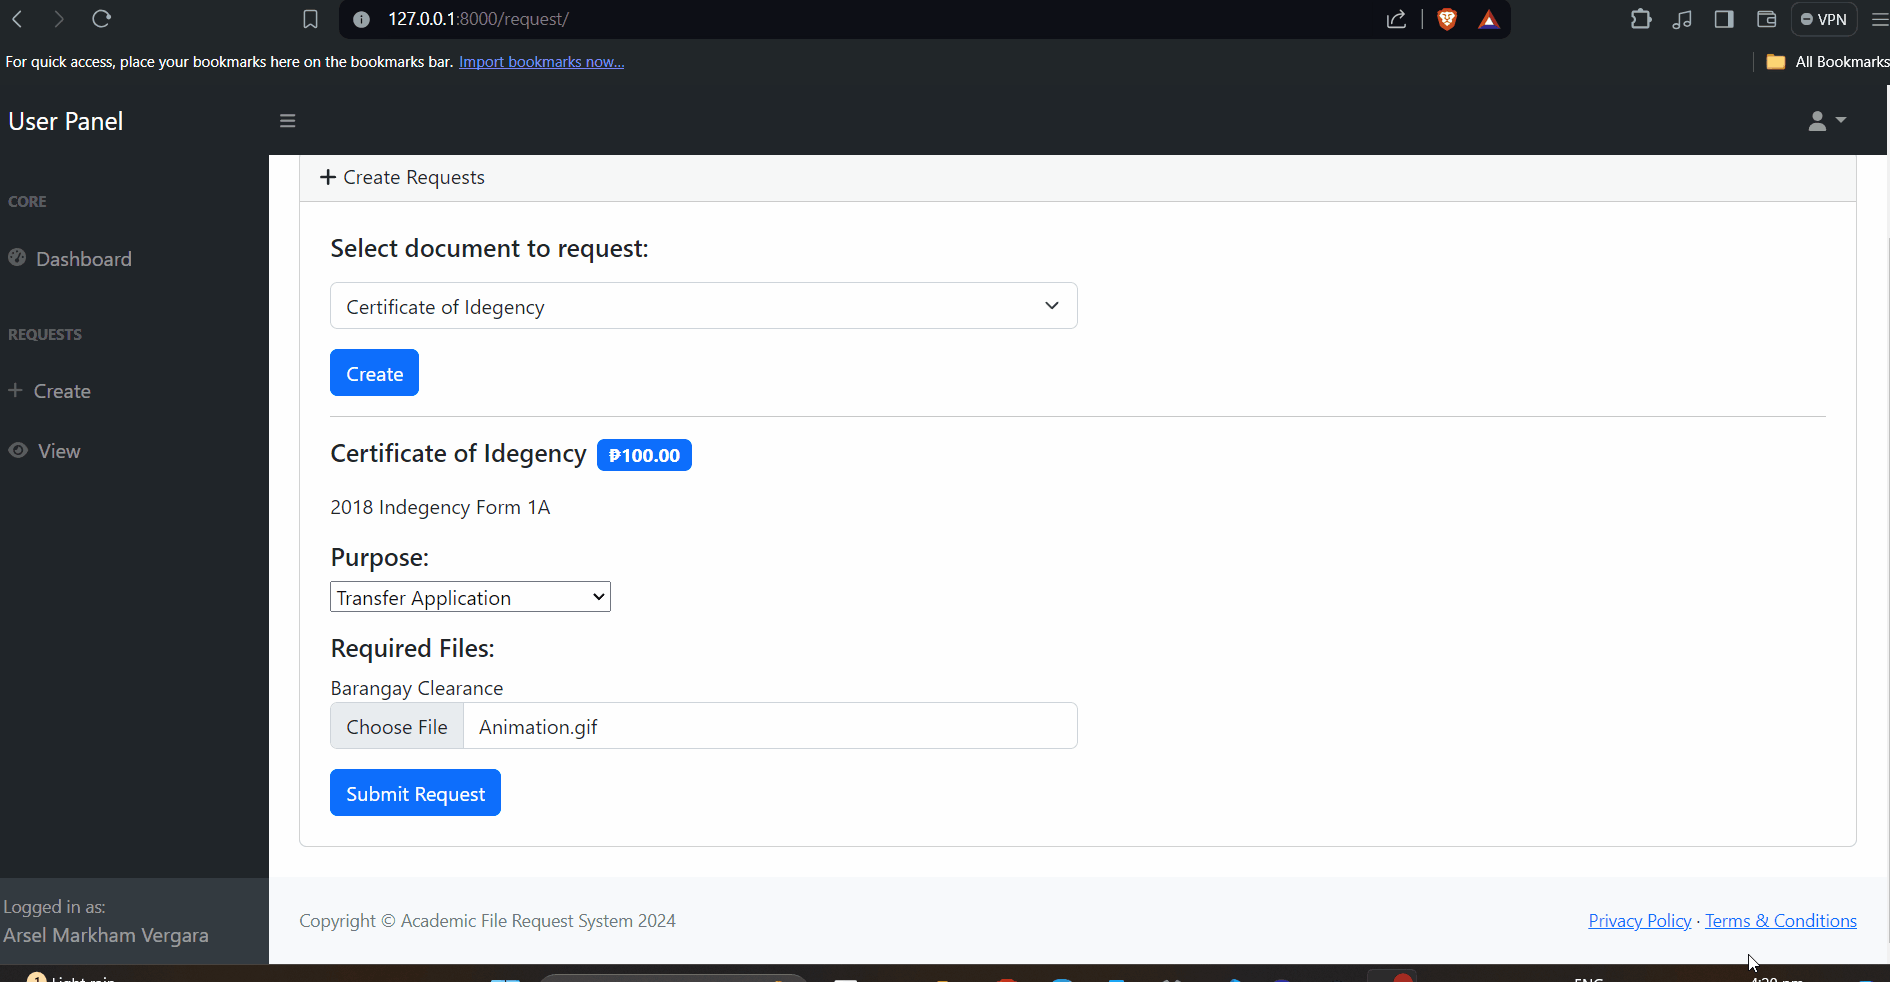 127.0.0.1:8000/request/
VPN
For quick access, place your bookmarks here on the bookmarks bar. Import bookmarks now...
All Bookmarks
User Panel
Create Requests
CORE
Dashboard
REQUESTS
Create
View
Select document to request:
Certificate of Idegency
Create
Certificate of Idegency ₱100.00
2018 Indegency Form 1A
Purpose:
Transfer Application
Required Files:
Barangay Clearance
Choose File Animation.gif
Submit Request
Logged in as:
Arsel Markham Vergara
Copyright © Academic File Request System 2024
Privacy Policy · Terms & Conditions
1